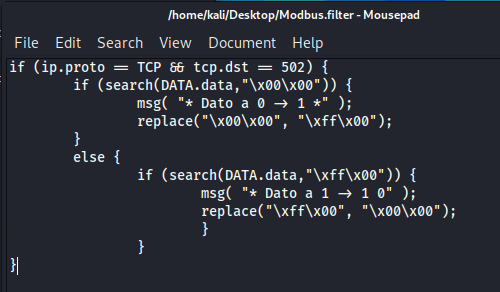 /home/kali/Desktop/Modbus.filter - Mousepad
File Edit Search View Document Help
if (ip.proto == TCP && tcp.dst == 502) {
if (search(DATA.data,"\x00\x00")) {
msg( "* Dato a 0 -> 1 *" );
replace("\x00\x00", "\xff\x00");
}
else {
if (search(DATA.data,"\xff\x00")) {
msg( "* Dato a 1 -> 1 0" );
replace("\xff\x00", "\x00\x00");
}
}
}